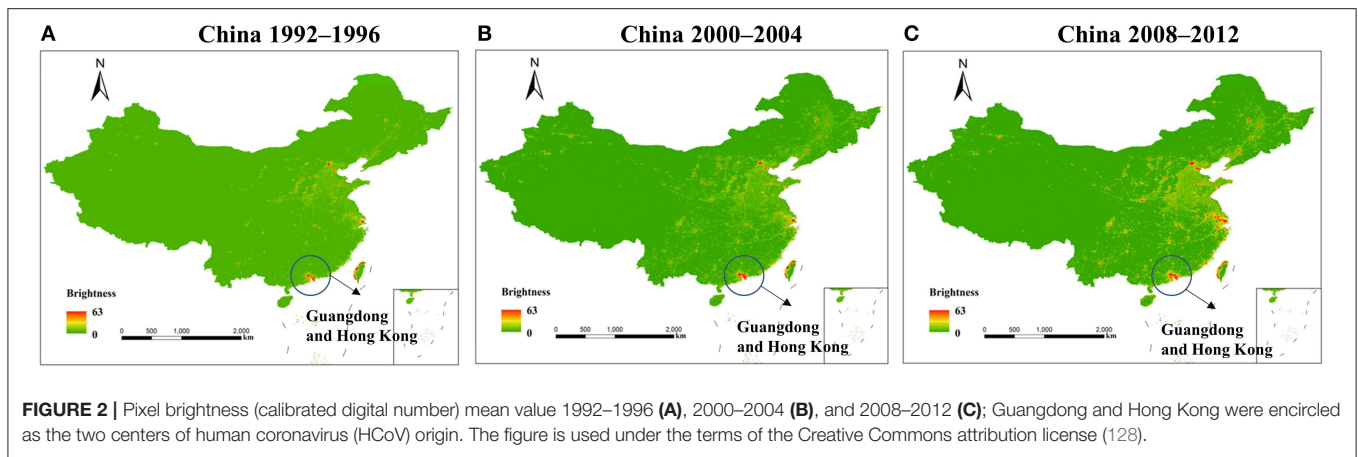 A
China 1992–1996
N
Brightness
63
0
0 500 1,000 2,000
km
Guangdong
and Hong Kong
B
China 2000–2004
N
Brightness
63
0
0 500 1,000 2,000
km
Guangdong
and Hong Kong
C
China 2008–2012
N
Brightness
63
0
0 500 1,000 2,000
km
Guangdong
and Hong Kong
FIGURE 2 | Pixel brightness (calibrated digital number) mean value 1992–1996 (A), 2000–2004 (B), and 2008–2012 (C); Guangdong and Hong Kong were encircled
as the two centers of human coronavirus (HCoV) origin. The figure is used under the terms of the Creative Commons attribution license (128).